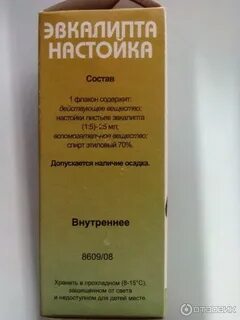 ЭВКАЛИПТА
НАСТОЙКА
Состав
1 флакон содержит:
действующее вещество:
настойки листьев эвкалипта
(1:5)-25 мл;
вспомогательное вещество:
спирт этиловый 70%.
Допускается наличие осадка.
Внутреннее
8609/08
Хранить в прохладном (8-15°С),
защищенном от света
и недоступном для детей месте.
ОТЗОВИК